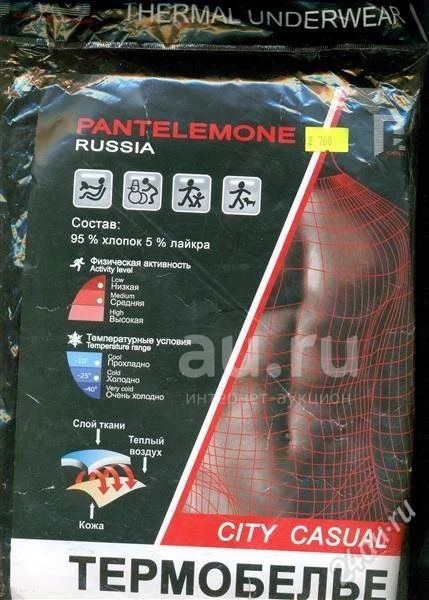 THERMAL UNDERWEAR
PANTELEMONE
RUSSIA
760
Состав:
95 % хлопок 5 % лайкра
Физическая активность
Activity level
Low
Низкая
Medium
Средняя
High
Высокая
Температурные условия
Temperature range
-10° Cool
Прохладно
-25° Cold
Холодно
-40° Very cold
Очень холодно
au.ru
интернет-аукцион
Слой ткани
Теплый
воздух
Кожа
CITY CASUAL
24au.ru
ТЕРМОБЕЛЬЕ